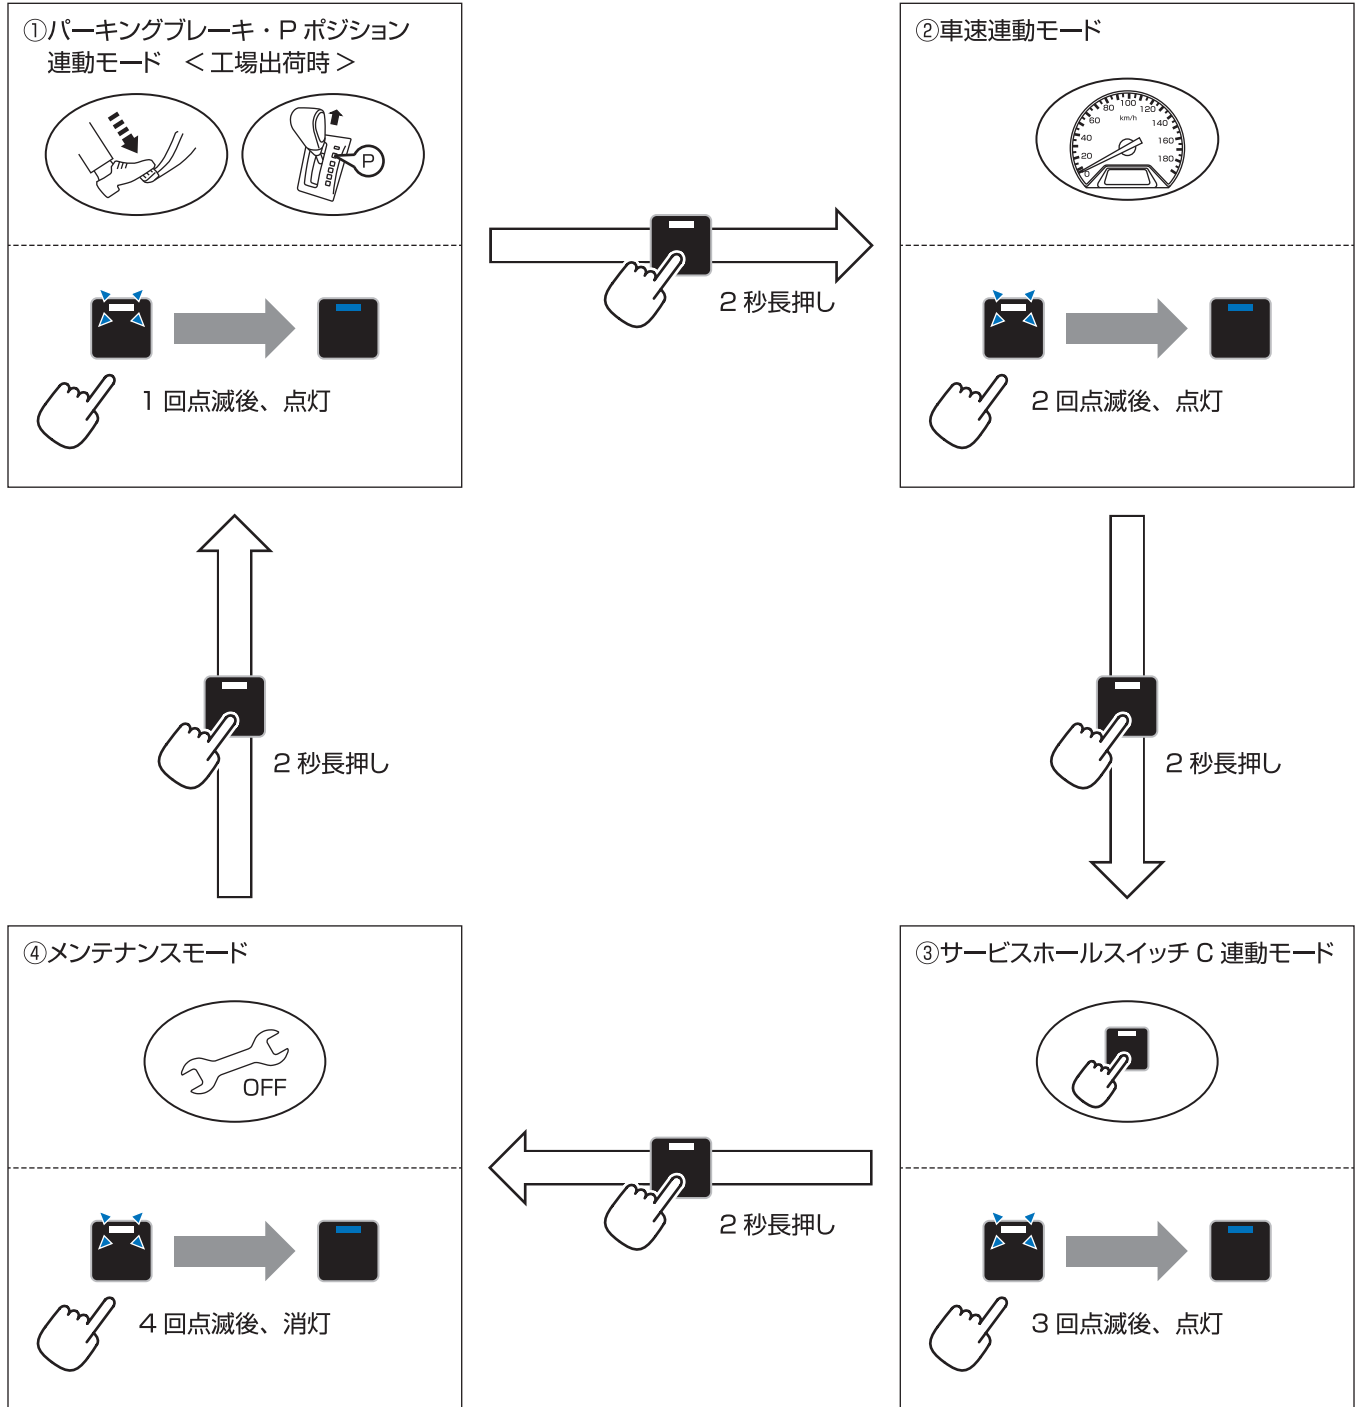 ①パーキングブレーキ・P ポジション
連動モード ＜工場出荷時＞
P
2 秒長押し
②車速連動モード
0
20
40
60
80
100
120
140
160
180
km/h
1 回点滅後、点灯
2 回点滅後、点灯
2 秒長押し
2 秒長押し
④メンテナンスモード
OFF
③サービスホールスイッチ C 連動モード
2 秒長押し
4 回点滅後、消灯
3 回点滅後、点灯